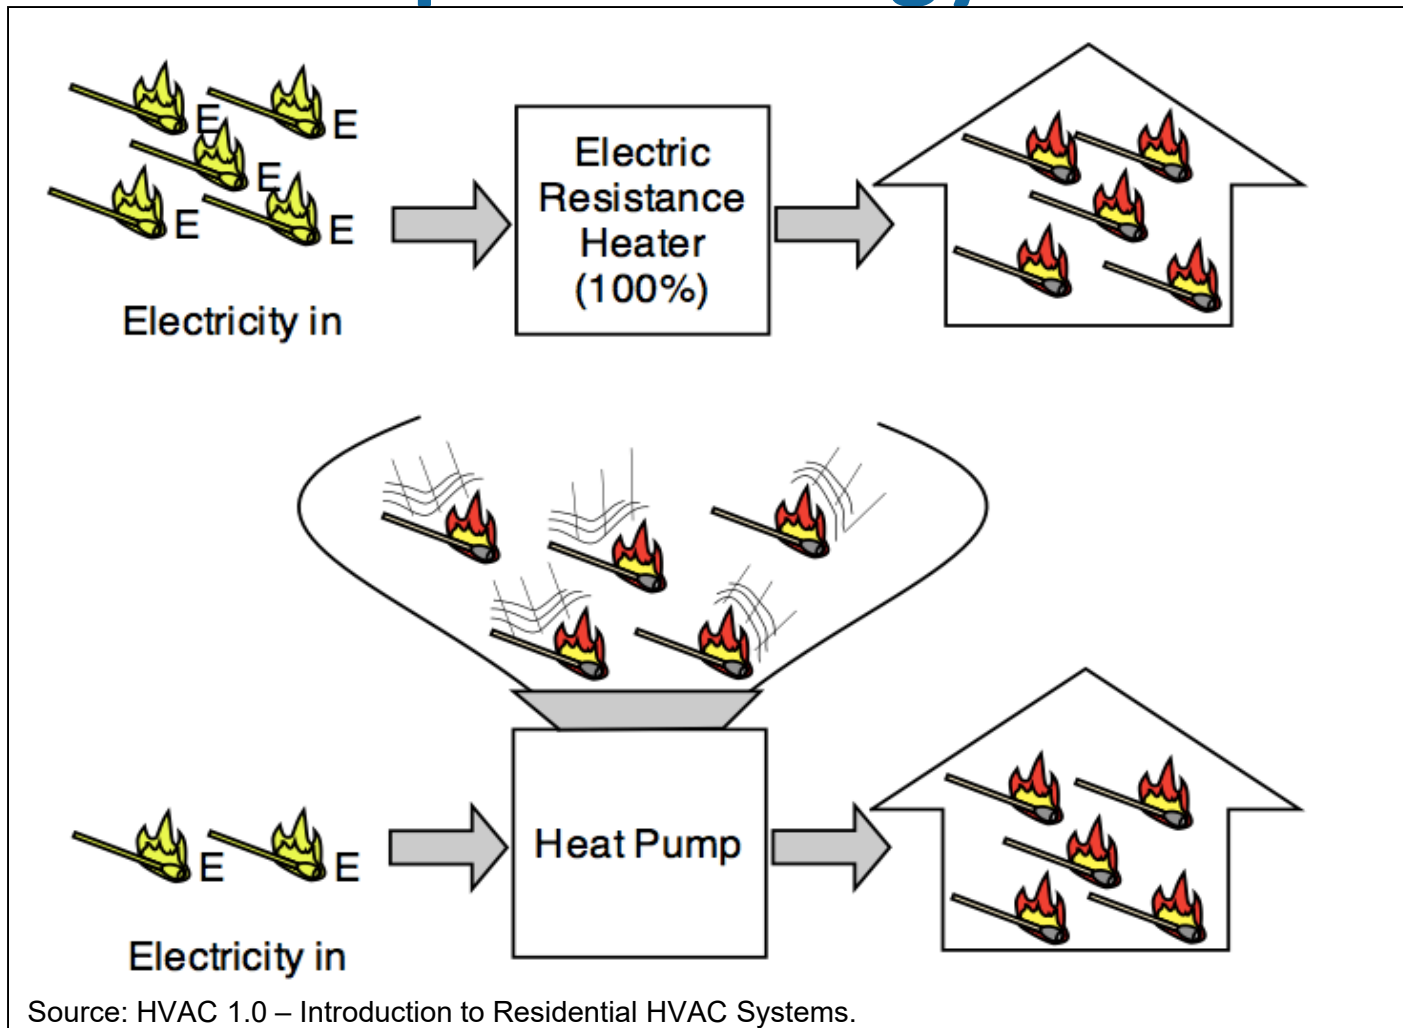 E
E
E
E
E
Electricity in
Electric
Resistance
Heater
(100%)
E
E
Electricity in
Heat Pump
Source: HVAC 1.0 – Introduction to Residential HVAC Systems.